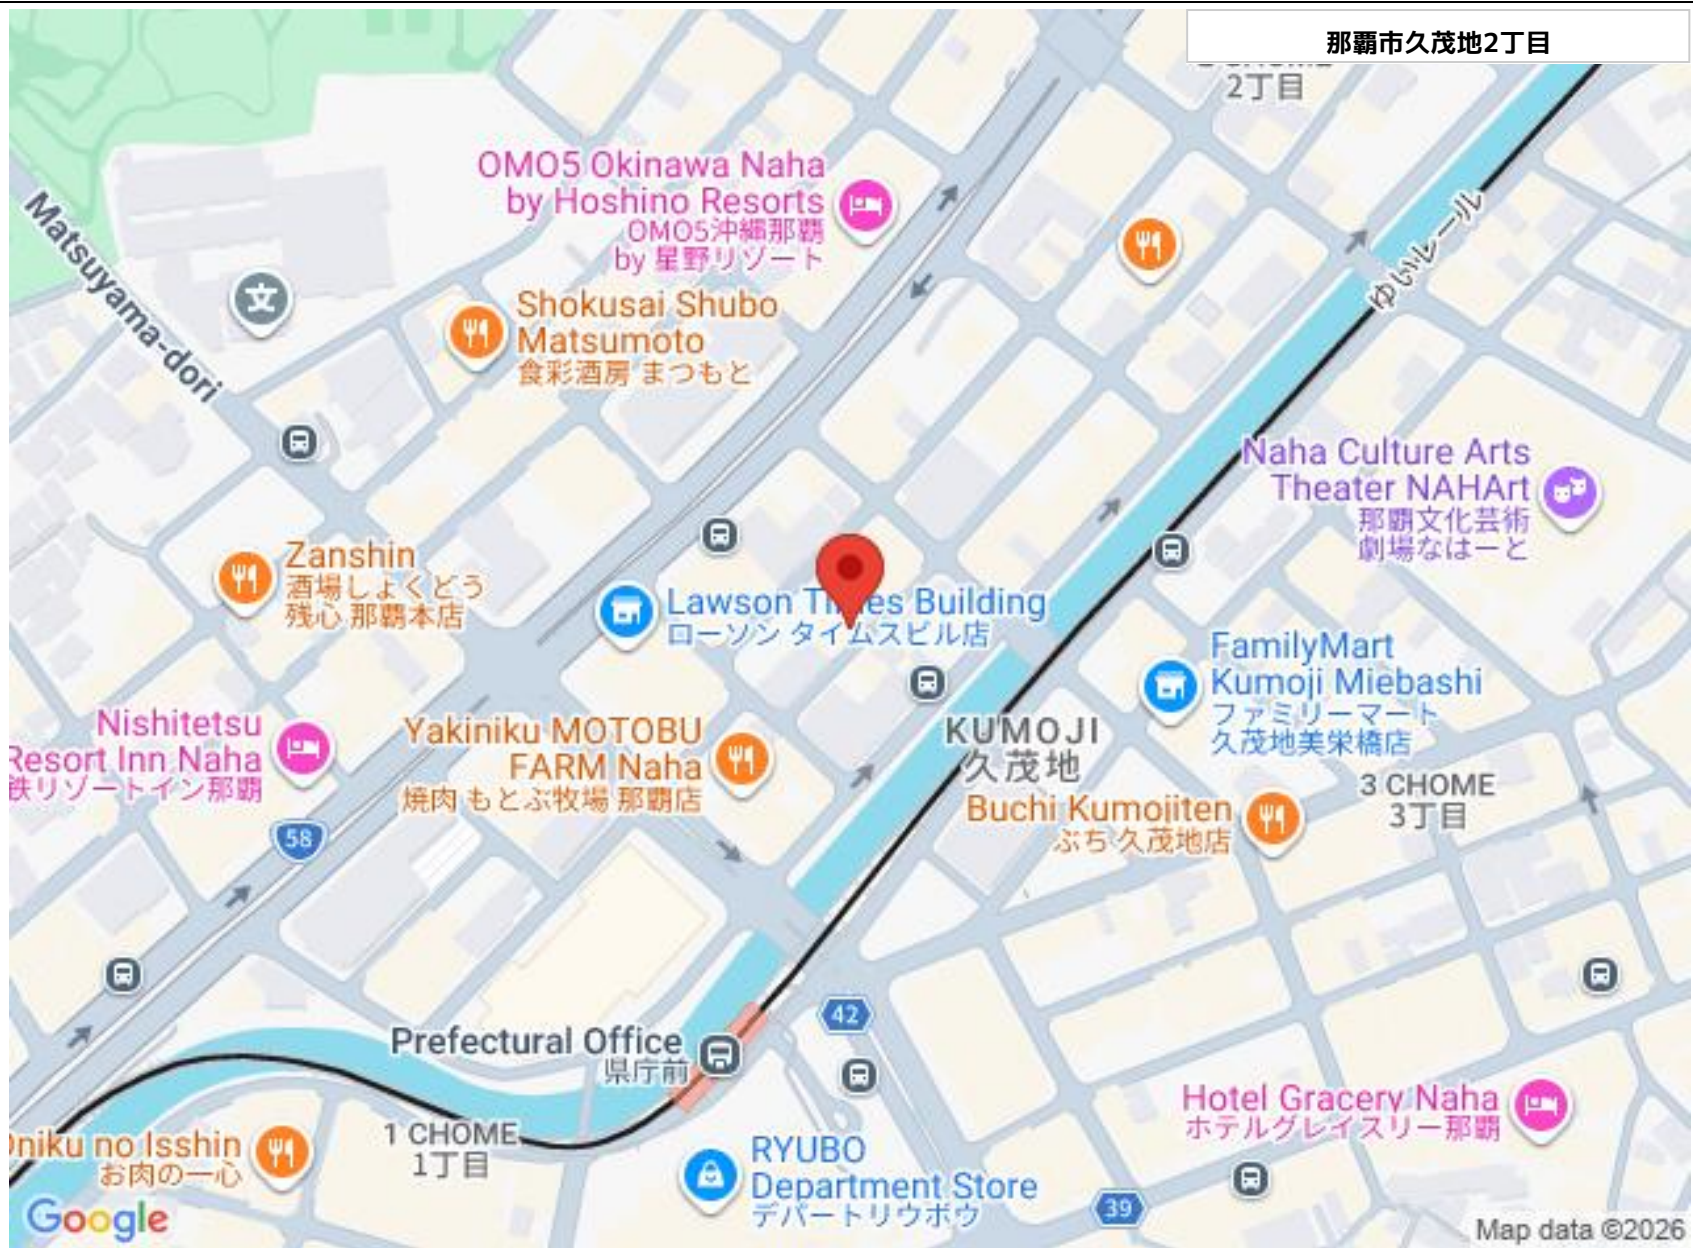 那覇市久茂地2丁目
2丁目
OMO5 Okinawa Naha
by Hoshino Resorts
OMO5沖縄那覇
by 星野リゾート
Matsuyama-dori
Shokusai Shubo
Matsumoto
食彩酒房 まつもと
ゆいレール
Naha Culture Arts
Theater NAHArt
那覇文化芸術
劇場なはーと
Zanshin
酒場しょくどう
残心 那覇本店
Lawson Times Building
ローソン タイムスビル店
FamilyMart
Kumoji Miebashi
ファミリーマート
久茂地美栄橋店
Nishitetsu
Resort Inn Naha
鉄リゾートイン那覇
Yakiniku MOTOBU
FARM Naha
焼肉 もとぶ牧場 那覇店
KUMOJI
久茂地
3 CHOME
3丁目
Buchi Kumojiten
ぶち 久茂地店
58
42
Prefectural Office
県庁前
Hotel Gracery Naha
ホテルグレイスリー那覇
1 CHOME
1丁目
Oniku no Isshin
お肉の一心
RYUBO
Department Store
デパートリウボウ
39
Google
Map data ©2026